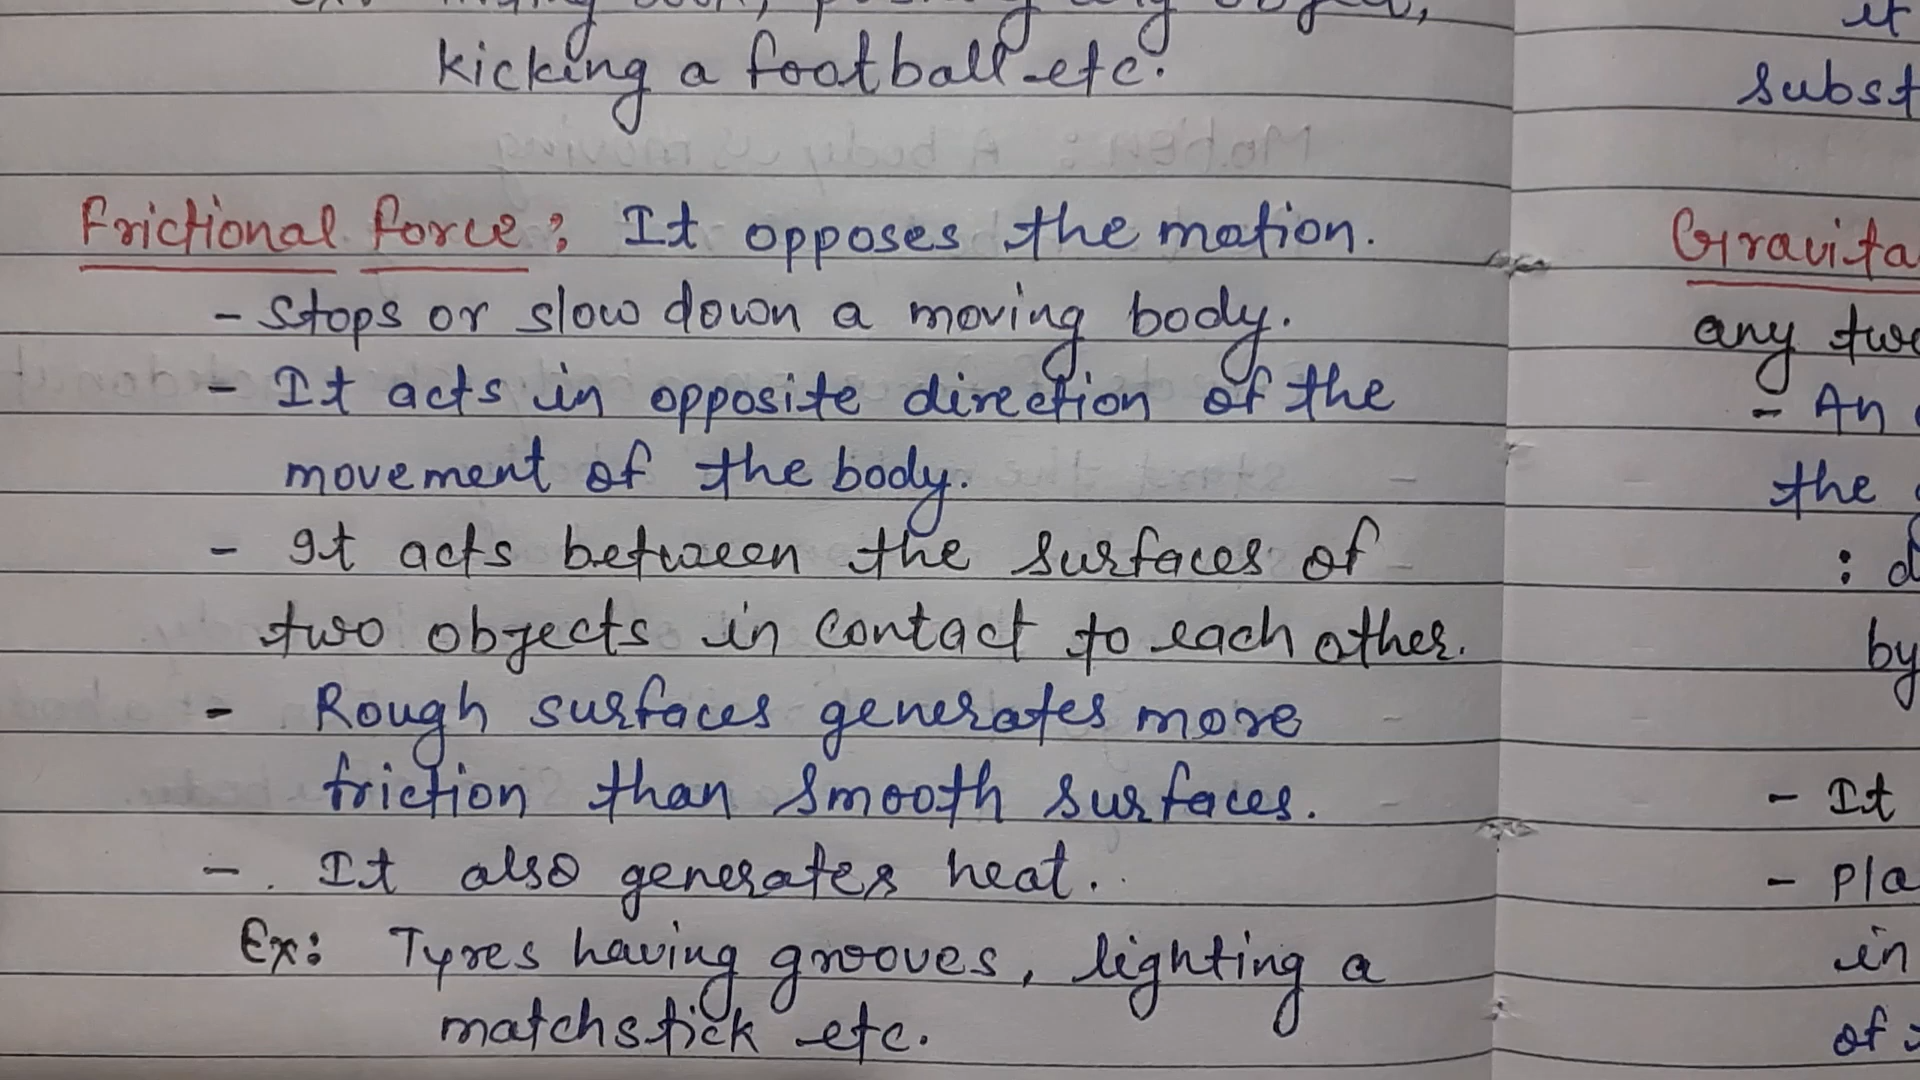 kicking a football etc.
Frictional force: It opposes the motion.
- Stops or slow down a moving body.
- It acts in opposite direction of the
movement of the body.
- It acts between the surfaces of
two objects in contact to each other.
- Rough surfaces generates more
friction than smooth surfaces.
- It also generates heat.
Ex: Tyres having grooves, lighting a
matchstick etc.
it
subst
Gravita
any two
- An
the
: d
by
- It
- Pla
in
of